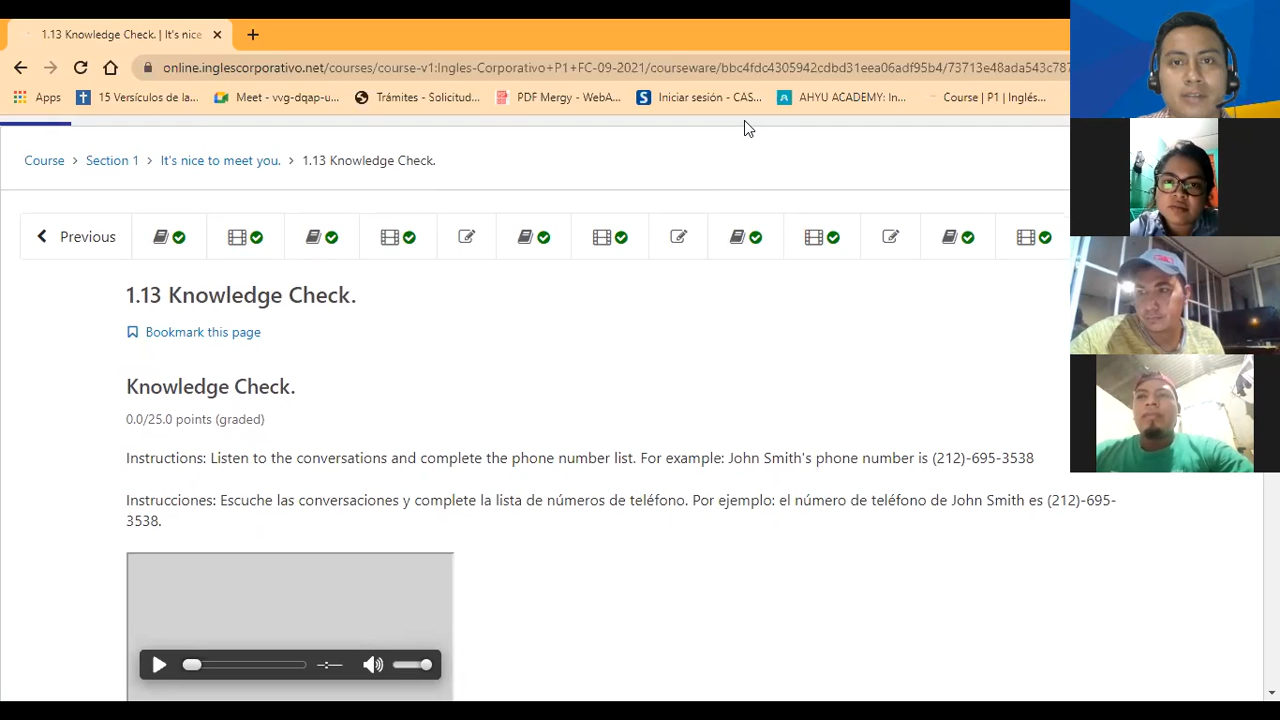 1.13 Knowledge Check. | It's nice
online.inglescorporativo.net/courses/course-v1:Ingles-Corporativo+P1+FC-09-2021/courseware/bbc4fdc4305942cdbd31eea06adf95b4/73713e48ada543c787
Apps 15 Versículos de la... Meet - vvg-dqap-u... Trámites - Solicitud... PDF Mergy - WebA... Iniciar sesión - CAS... AHYU ACADEMY: In... Course | P1 | Inglés...
Course > Section 1 > It's nice to meet you. > 1.13 Knowledge Check.
Previous
1.13 Knowledge Check.
Bookmark this page
Knowledge Check.
0.0/25.0 points (graded)
Instructions: Listen to the conversations and complete the phone number list. For example: John Smith's phone number is (212)-695-3538
Instrucciones: Escuche las conversaciones y complete la lista de números de teléfono. Por ejemplo: el número de teléfono de John Smith es (212)-695-
3538.
-:--